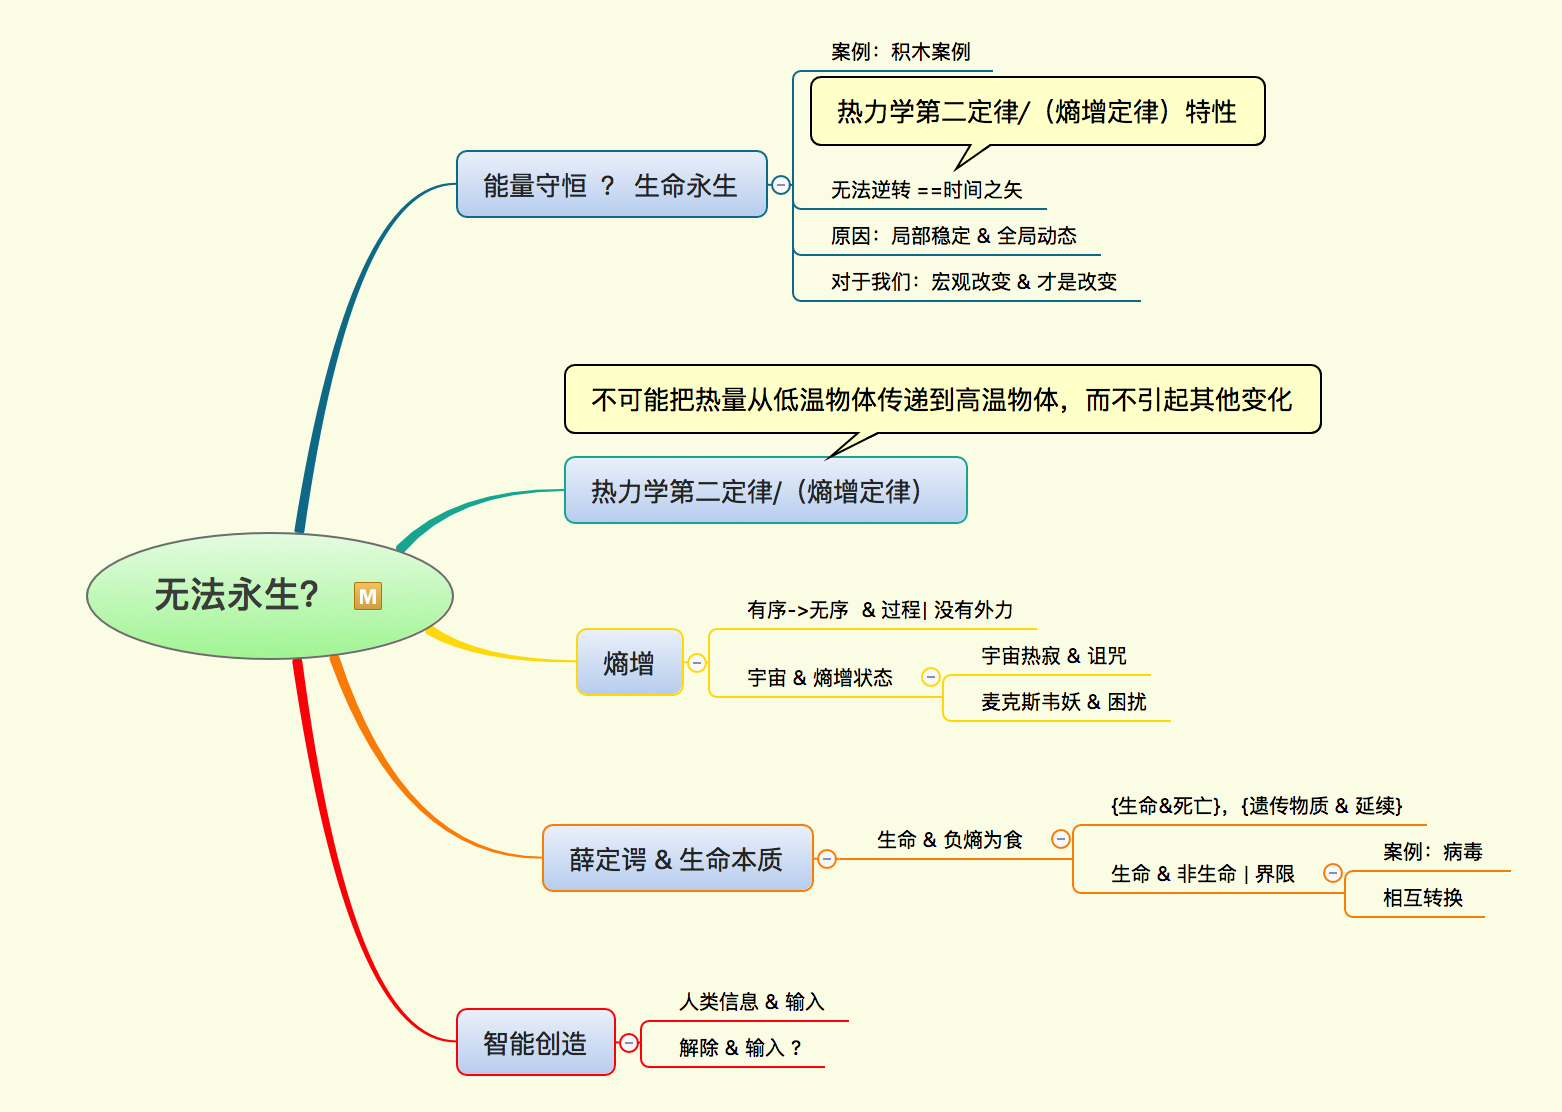 案例：积木案例
热力学第二定律/（熵增定律）特性
能量守恒 ？ 生命永生
无法逆转 ==时间之矢
原因：局部稳定 & 全局动态
对于我们：宏观改变 & 才是改变
不可能把热量从低温物体传递到高温物体，而不引起其他变化
热力学第二定律/（熵增定律）
无法永生？ M
有序->无序 & 过程| 没有外力
熵增
宇宙 & 熵增状态
宇宙热寂 & 诅咒
麦克斯韦妖 & 困扰
薛定谔 & 生命本质
生命 & 负熵为食
{生命&死亡}，{遗传物质 & 延续}
生命 & 非生命 | 界限
案例：病毒
相互转换
智能创造
人类信息 & 输入
解除 & 输入 ?